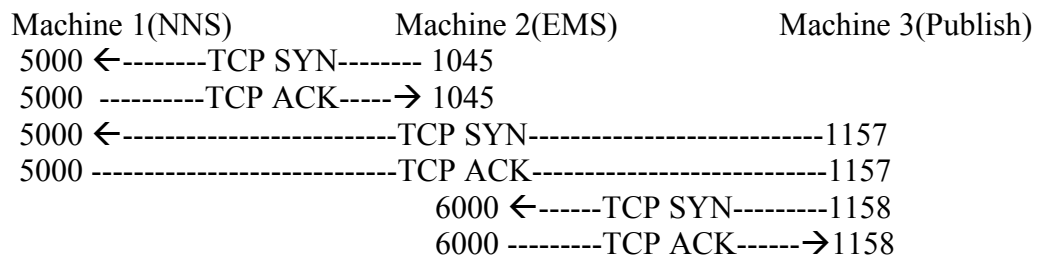 Machine 1(NNS) Machine 2(EMS) Machine 3(Publish)
5000 ←--------TCP SYN-------- 1045
5000 ----------TCP ACK-----→ 1045
5000 ←--------------------------TCP SYN----------------------------1157
5000 ----------------------------TCP ACK----------------------------1157
6000 ←------TCP SYN---------1158
6000 ---------TCP ACK------→1158